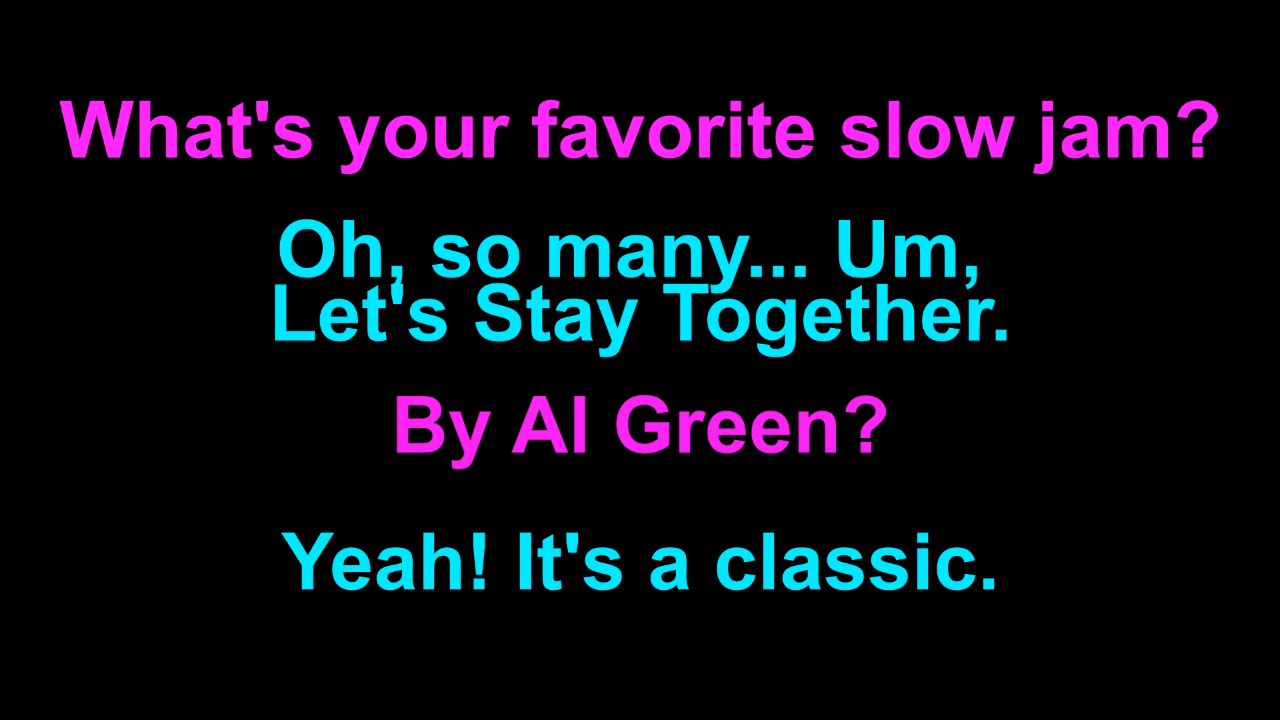 What's your favorite slow jam?
Oh, so many... Um,
Let's Stay Together.
By Al Green?
Yeah! It's a classic.